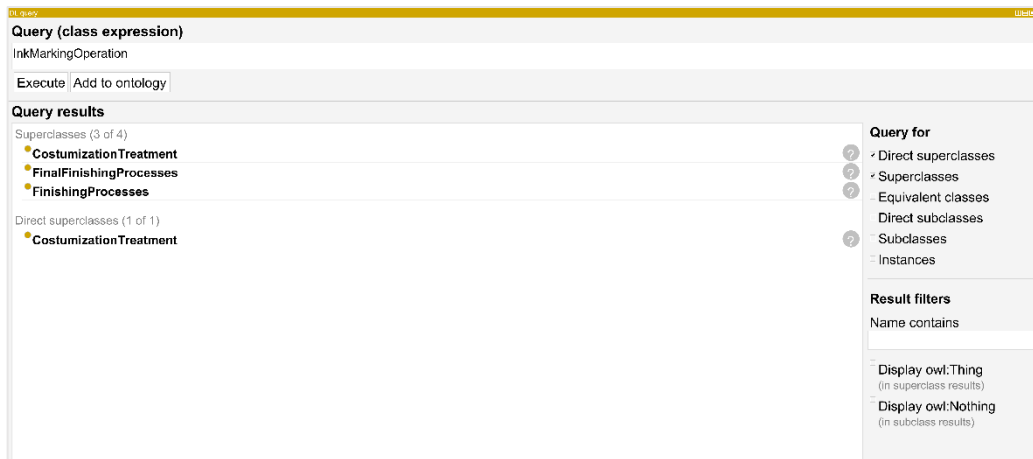 DL query
Query (class expression)
InkMarkingOperation
Execute Add to ontology
Query results
Superclasses (3 of 4)
CostumizationTreatment ?
FinalFinishingProcesses ?
FinishingProcesses ?
Direct superclasses (1 of 1)
CostumizationTreatment ?
Query for
Direct superclasses
Superclasses
Equivalent classes
Direct subclasses
Subclasses
Instances
Result filters
Name contains
Display owl:Thing
(in superclass results)
Display owl:Nothing
(in subclass results)